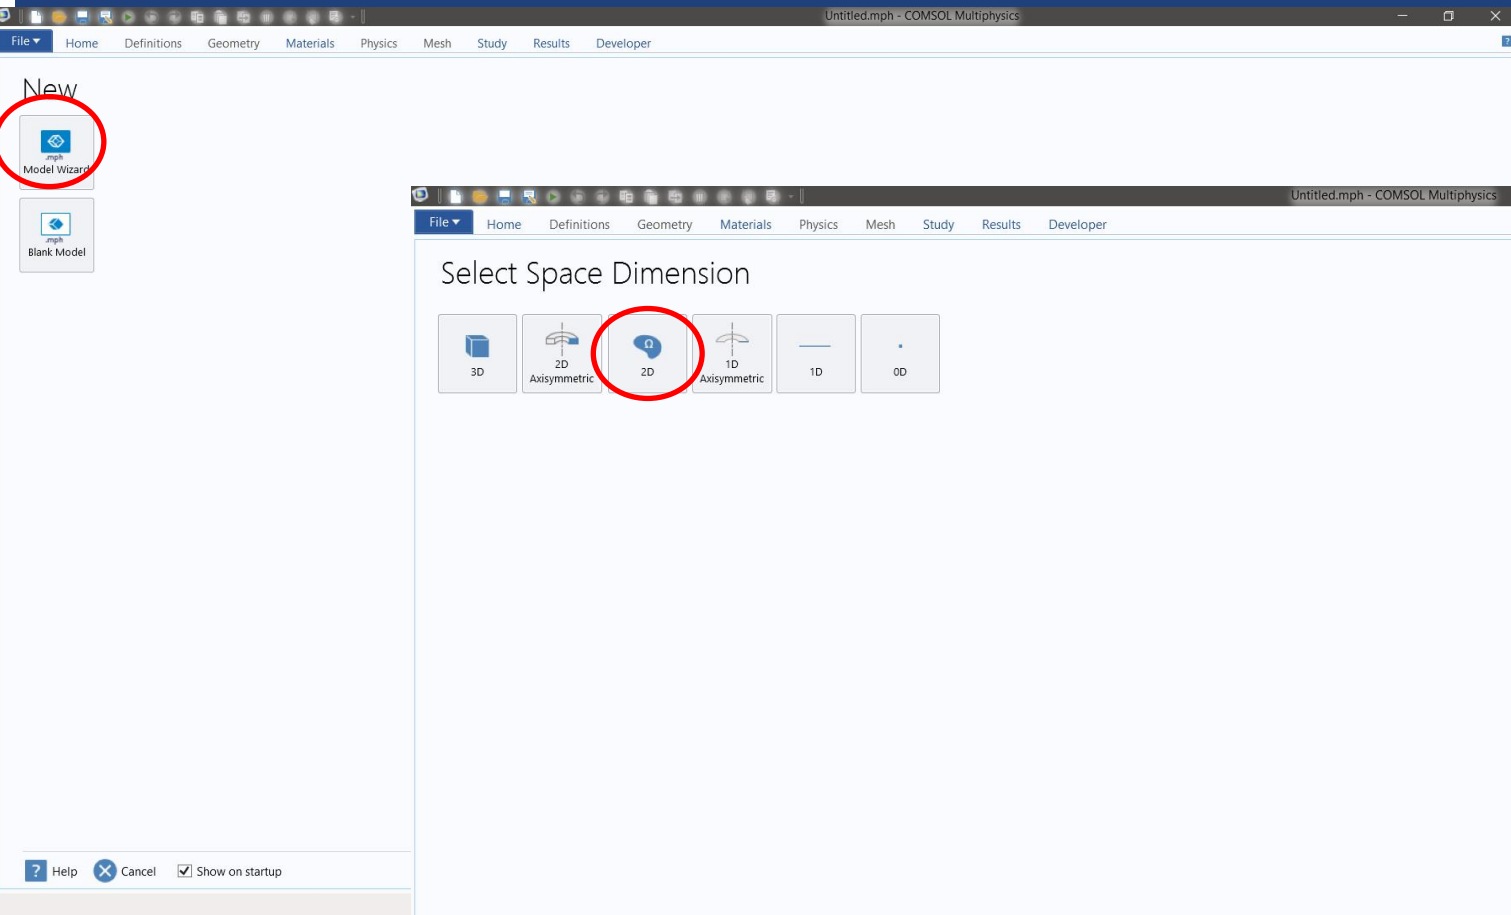 Untitled.mph - COMSOL Multiphysics
File Home Definitions Geometry Materials Physics Mesh Study Results Developer
?
New
.mph
Model Wizard
.mph
Blank Model
? Help Cancel Show on startup
Untitled.mph - COMSOL Multiphysics
File Home Definitions Geometry Materials Physics Mesh Study Results Developer
Select Space Dimension
3D
2D
Axisymmetric
Ω
2D
1D
Axisymmetric
1D
0D